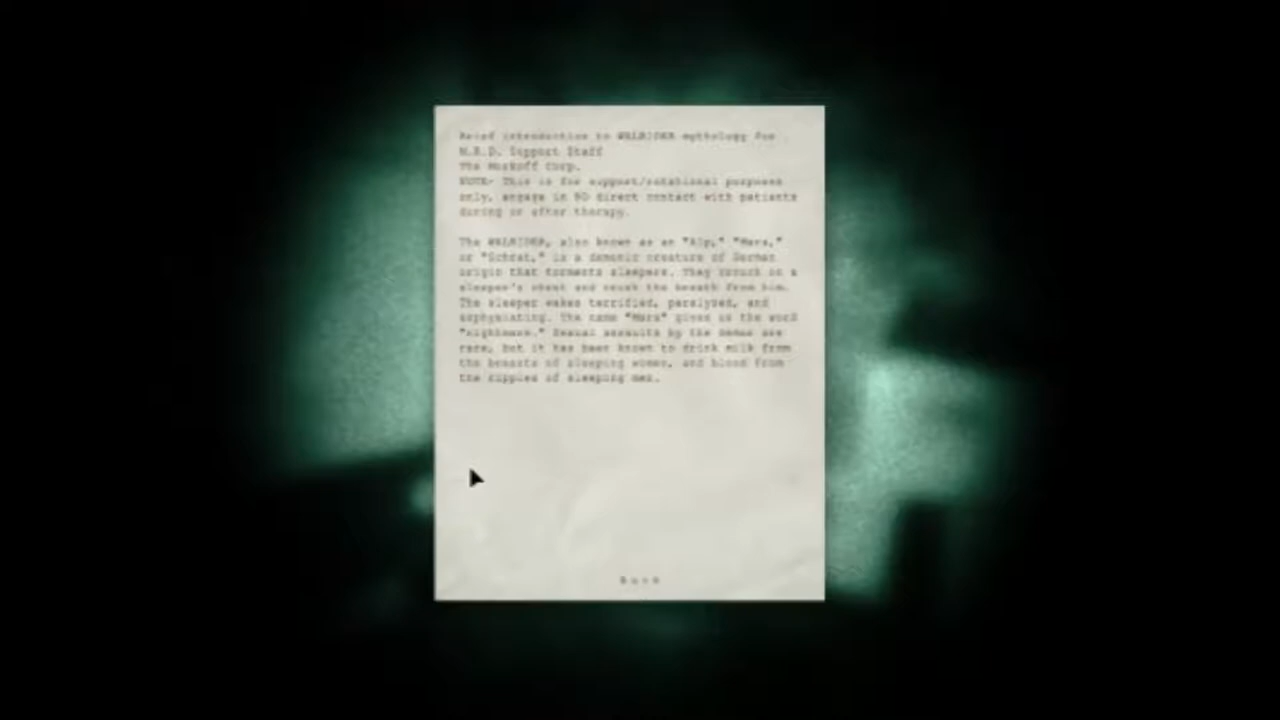 Brief introduction to WALRIDER mythology for
M.R.D. Support Staff
The Murkoff Corp.
NOTE- This is for support/rotational purposes
only, engage in NO direct contact with patients
during or after therapy.
The WALRIDER, also known as an "Alp," "Mara,"
or "Schrat," is a demonic creature of German
origin that torments sleepers. They crouch on a
sleeper's chest and crush the breath from him.
The sleeper wakes terrified, paralyzed, and
asphyxiating. The name "Mara" gives us the word
"nightmare." Sexual assaults by the demon are
rare, but it has been known to drink milk from
the breasts of sleeping women, and blood from
the nipples of sleeping men.
Back